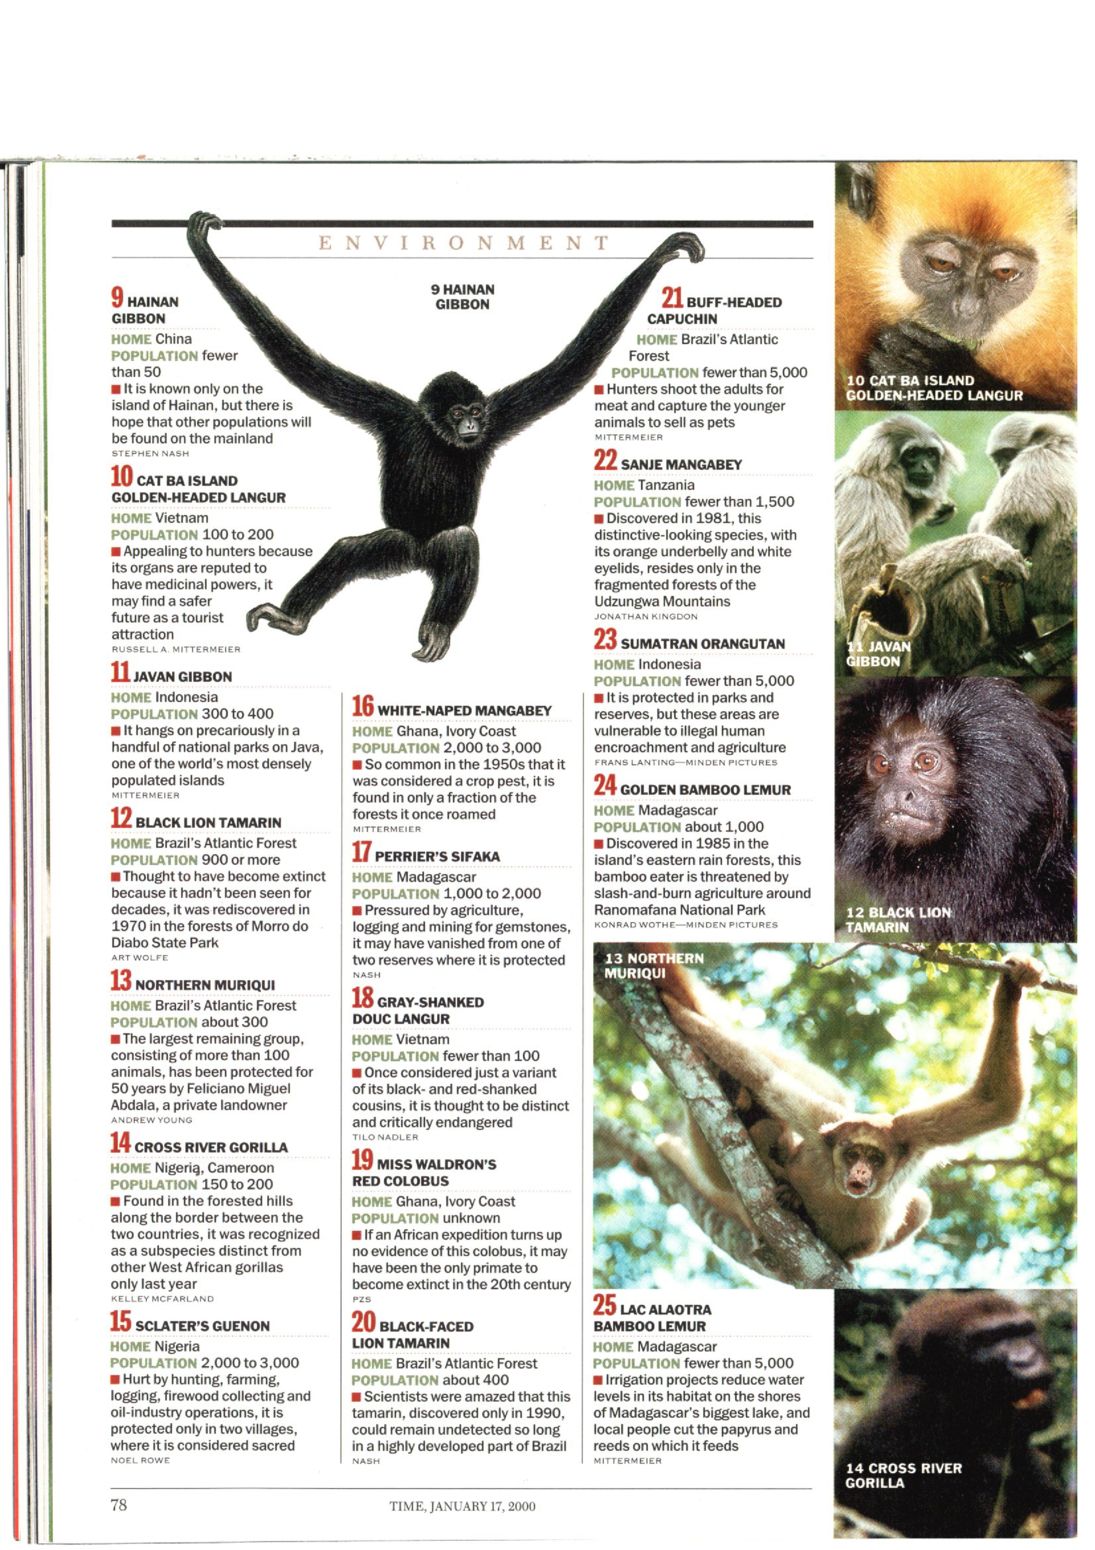 ENVIRONMENT
9 HAINAN
GIBBON
HOME China
POPULATION fewer
than 50
■ It is known only on the
island of Hainan, but there is
hope that other populations will
be found on the mainland
STEPHEN NASH
10 CAT BA ISLAND
GOLDEN-HEADED LANGUR
HOME Vietnam
POPULATION 100 to 200
■ Appealing to hunters because
its organs are reputed to
have medicinal powers, it
may find a safer
future as a tourist
attraction
RUSSELL A. MITTERMEIER
11 JAVAN GIBBON
HOME Indonesia
POPULATION 300 to 400
■ It hangs on precariously in a
handful of national parks on Java,
one of the world's most densely
populated islands
MITTERMEIER
12 BLACK LION TAMARIN
HOME Brazil's Atlantic Forest
POPULATION 900 or more
■ Thought to have become extinct
because it hadn't been seen for
decades, it was rediscovered in
1970 in the forests of Morro do
Diabo State Park
ART WOLFE
13 NORTHERN MURIQUI
HOME Brazil's Atlantic Forest
POPULATION about 300
■ The largest remaining group,
consisting of more than 100
animals, has been protected for
50 years by Feliciano Miguel
Abdala, a private landowner
ANDREW YOUNG
14 CROSS RIVER GORILLA
HOME Nigeria, Cameroon
POPULATION 150 to 200
■ Found in the forested hills
along the border between the
two countries, it was recognized
as a subspecies distinct from
other West African gorillas
only last year
KELLEY MCFARLAND
15 SCLATER'S GUENON
HOME Nigeria
POPULATION 2,000 to 3,000
■ Hurt by hunting, farming,
logging, firewood collecting and
oil-industry operations, it is
protected only in two villages,
where it is considered sacred
NOEL ROWE
9 HAINAN
GIBBON
16 WHITE-NAPED MANGABEY
HOME Ghana, Ivory Coast
POPULATION 2,000 to 3,000
■ So common in the 1950s that it
was considered a crop pest, it is
found in only a fraction of the
forests it once roamed
MITTERMEIER
17 PERRIER'S SIFAKA
HOME Madagascar
POPULATION 1,000 to 2,000
■ Pressured by agriculture,
logging and mining for gemstones,
it may have vanished from one of
two reserves where it is protected
NASH
18 GRAY-SHANKED
DOUC LANGUR
HOME Vietnam
POPULATION fewer than 100
■ Once considered just a variant
of its black- and red-shanked
cousins, it is thought to be distinct
and critically endangered
TILO NADLER
19 MISS WALDRON'S
RED COLOBUS
HOME Ghana, Ivory Coast
POPULATION unknown
■ If an African expedition turns up
no evidence of this colobus, it may
have been the only primate to
become extinct in the 20th century
PZS
20 BLACK-FACED
LION TAMARIN
HOME Brazil's Atlantic Forest
POPULATION about 400
■ Scientists were amazed that this
tamarin, discovered only in 1990,
could remain undetected so long
in a highly developed part of Brazil
NASH
21 BUFF-HEADED
CAPUCHIN
HOME Brazil's Atlantic
Forest
POPULATION fewer than 5,000
■ Hunters shoot the adults for
meat and capture the younger
animals to sell as pets
MITTERMEIER
22 SANJE MANGABEY
HOME Tanzania
POPULATION fewer than 1,500
■ Discovered in 1981, this
distinctive-looking species, with
its orange underbelly and white
eyelids, resides only in the
fragmented forests of the
Udzungwa Mountains
JONATHAN KINGDON
23 SUMATRAN ORANGUTAN
HOME Indonesia
POPULATION fewer than 5,000
■ It is protected in parks and
reserves, but these areas are
vulnerable to illegal human
encroachment and agriculture
FRANS LANTING—MINDEN PICTURES
24 GOLDEN BAMBOO LEMUR
HOME Madagascar
POPULATION about 1,000
■ Discovered in 1985 in the
island's eastern rain forests, this
bamboo eater is threatened by
slash-and-burn agriculture around
Ranomafana National Park
KONRAD WOTHE—MINDEN PICTURES
13 NORTHERN
MURIQUI
25 LAC ALAOTRA
BAMBOO LEMUR
HOME Madagascar
POPULATION fewer than 5,000
■ Irrigation projects reduce water
levels in its habitat on the shores
of Madagascar's biggest lake, and
local people cut the papyrus and
reeds on which it feeds
MITTERMEIER
10 CAT BA ISLAND
GOLDEN-HEADED LANGUR
11 JAVAN
GIBBON
12 BLACK LION
TAMARIN
14 CROSS RIVER
GORILLA
78
TIME, JANUARY 17, 2000